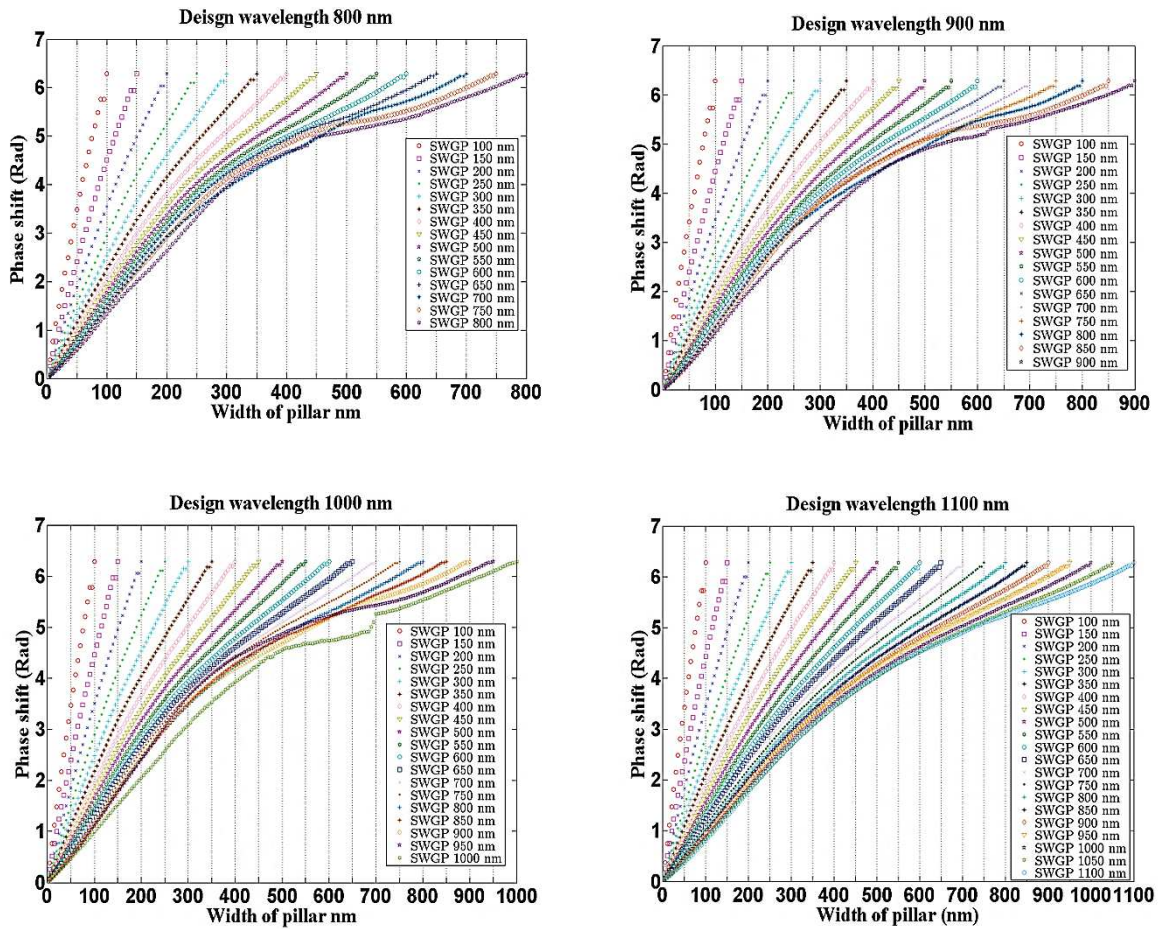 Deisgn wavelength 800 nm
7
6
5
4
3
2
1
0
Phase shift (Rad)
0 100 200 300 400 500 600 700 800
Width of pillar nm
SWGP 100 nm
SWGP 150 nm
SWGP 200 nm
SWGP 250 nm
SWGP 300 nm
SWGP 350 nm
SWGP 400 nm
SWGP 450 nm
SWGP 500 nm
SWGP 550 nm
SWGP 600 nm
SWGP 650 nm
SWGP 700 nm
SWGP 750 nm
SWGP 800 nm
Design wavelength 900 nm
7
6
5
4
3
2
1
0
Phase shift (Rad)
100 200 300 400 500 600 700 800 900
Width of pillar nm
SWGP 100 nm
SWGP 150 nm
SWGP 200 nm
SWGP 250 nm
SWGP 300 nm
SWGP 350 nm
SWGP 400 nm
SWGP 450 nm
SWGP 500 nm
SWGP 550 nm
SWGP 600 nm
SWGP 650 nm
SWGP 700 nm
SWGP 750 nm
SWGP 800 nm
SWGP 850 nm
SWGP 900 nm
Design wavelength 1000 nm
7
6
5
4
3
2
1
0
Phase shift (Rad)
0 100 200 300 400 500 600 700 800 900 1000
Width of pillar nm
SWGP 100 nm
SWGP 150 nm
SWGP 200 nm
SWGP 250 nm
SWGP 300 nm
SWGP 350 nm
SWGP 400 nm
SWGP 450 nm
SWGP 500 nm
SWGP 550 nm
SWGP 600 nm
SWGP 650 nm
SWGP 700 nm
SWGP 750 nm
SWGP 800 nm
SWGP 850 nm
SWGP 900 nm
SWGP 950 nm
SWGP 1000 nm
Design wavelength 1100 nm
7
6
5
4
3
2
1
0
Phase shift (Rad)
0 100 200 300 400 500 600 700 800 900 1000 1100
Width of pillar (nm)
SWGP 100 nm
SWGP 150 nm
SWGP 200 nm
SWGP 250 nm
SWGP 300 nm
SWGP 350 nm
SWGP 400 nm
SWGP 450 nm
SWGP 500 nm
SWGP 550 nm
SWGP 600 nm
SWGP 650 nm
SWGP 700 nm
SWGP 750 nm
SWGP 800 nm
SWGP 850 nm
SWGP 900 nm
SWGP 950 nm
SWGP 1000 nm
SWGP 1050 nm
SWGP 1100 nm